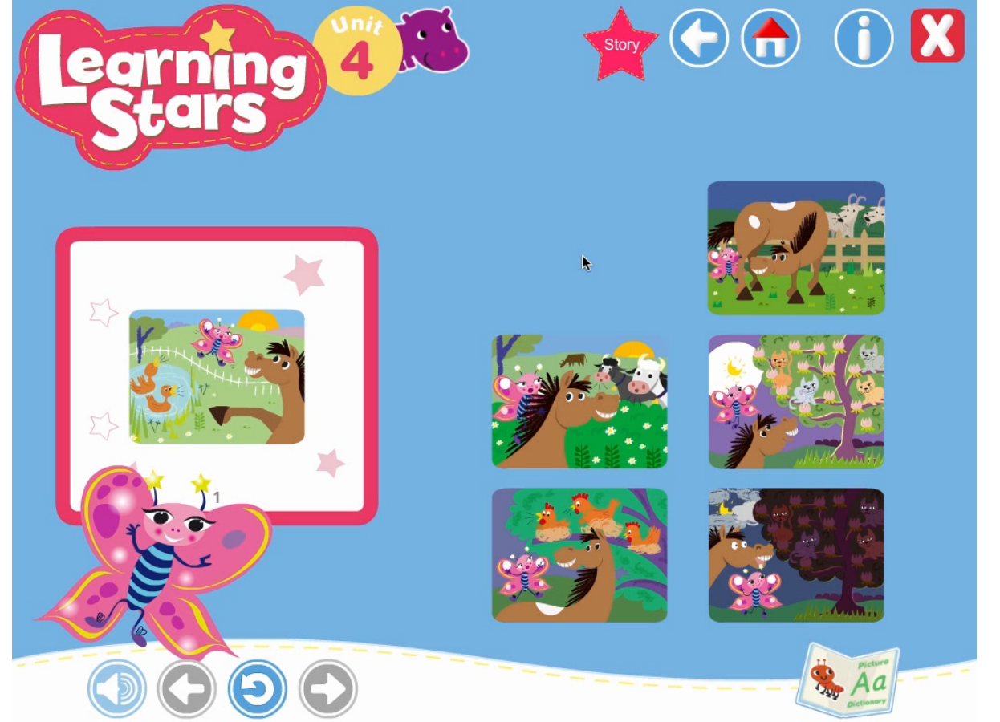 Learning
Stars
Unit
4
Story
i
X
1
Picture
Aa
Dictionary